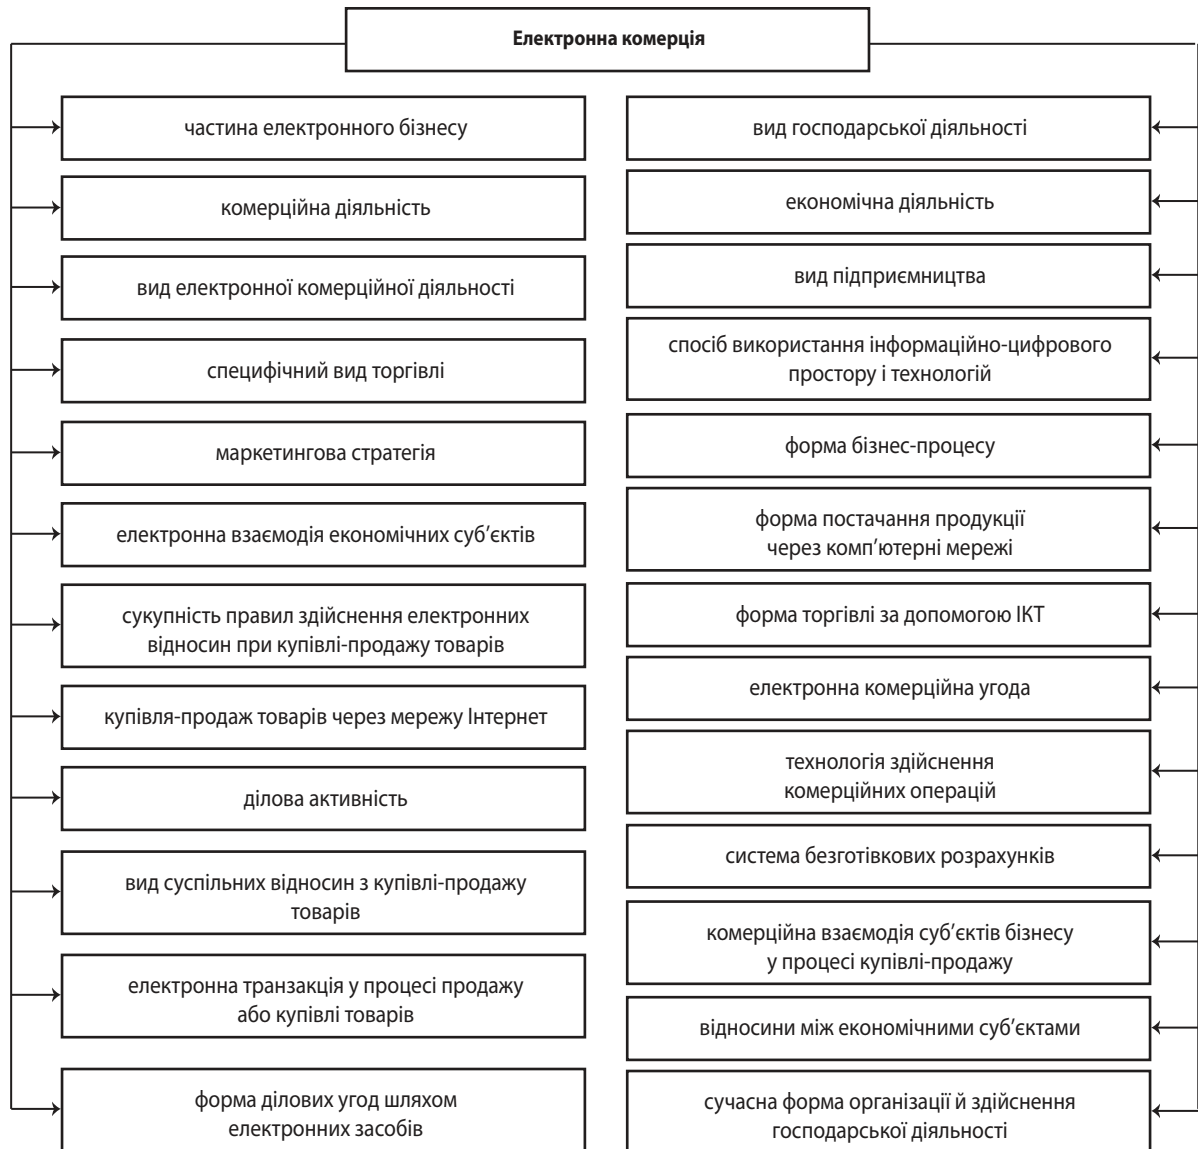 Електронна комерція
частина електронного бізнесу
комерційна діяльність
вид електронної комерційної діяльності
специфічний вид торгівлі
маркетингова стратегія
електронна взаємодія економічних суб’єктів
сукупність правил здійснення електронних
відносин при купівлі-продажу товарів
купівля-продаж товарів через мережу Інтернет
ділова активність
вид суспільних відносин з купівлі-продажу
товарів
електронна транзакція у процесі продажу
або купівлі товарів
форма ділових угод шляхом
електронних засобів
вид господарської діяльності
економічна діяльність
вид підприємництва
спосіб використання інформаційно-цифрового
простору і технологій
форма бізнес-процесу
форма постачання продукції
через комп’ютерні мережі
форма торгівлі за допомогою ІКТ
електронна комерційна угода
технологія здійснення
комерційних операцій
система безготівкових розрахунків
комерційна взаємодія суб’єктів бізнесу
у процесі купівлі-продажу
відносини між економічними суб’єктами
сучасна форма організації й здійснення
господарської діяльності